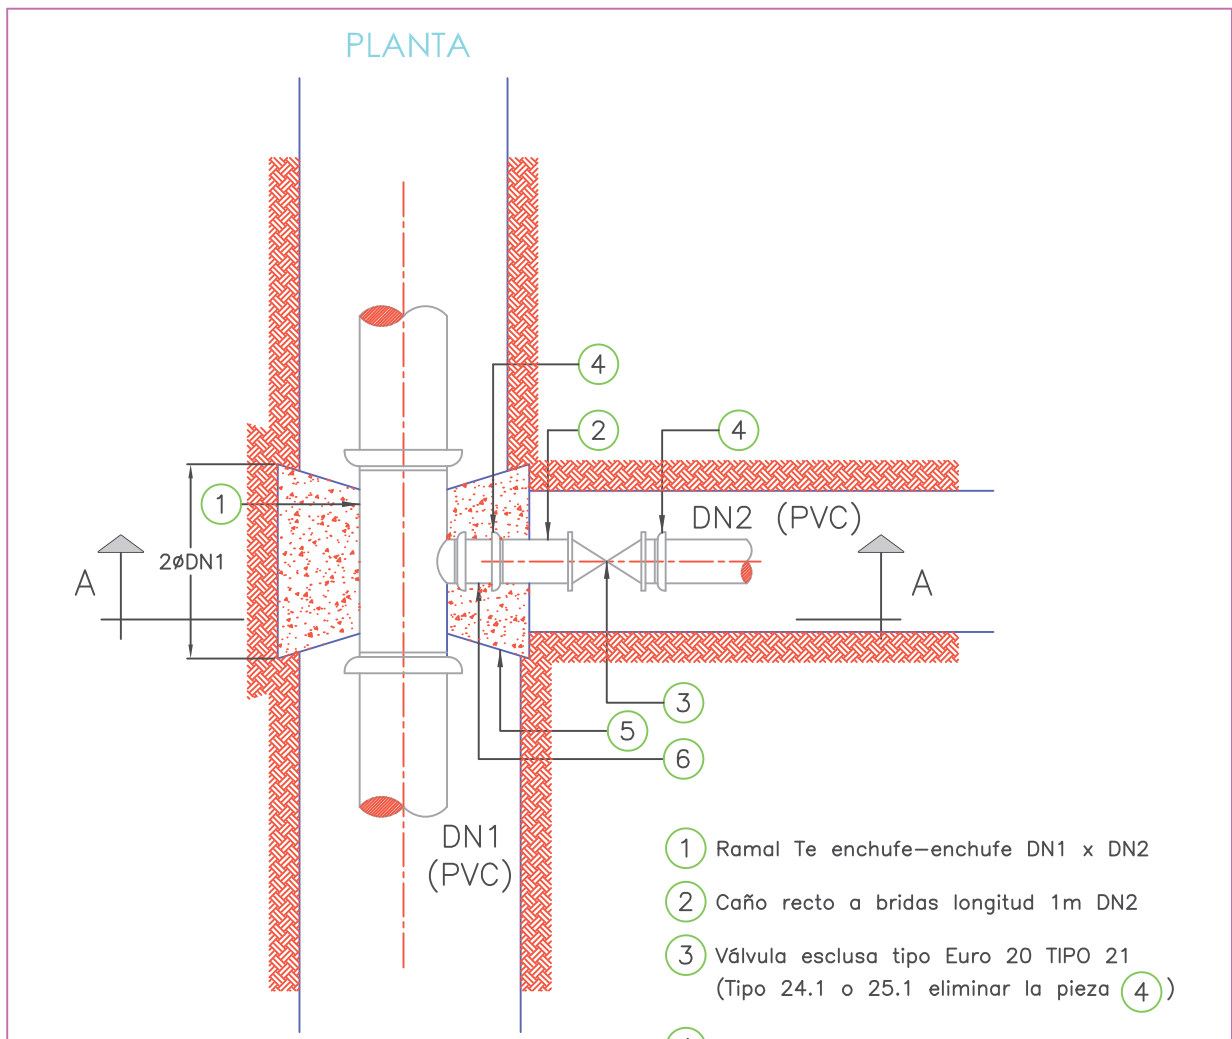 PLANTA
4
2
4
1
DN2 (PVC)
2øDN1
A
A
3
5
6
DN1
(PVC)
1 Ramal Te enchufe-enchufe DN1 x DN2
2 Caño recto a bridas longitud 1m DN2
3 Válvula esclusa tipo Euro 20 TIPO 21
(Tipo 24.1 o 25.1 eliminar la pieza 4 )